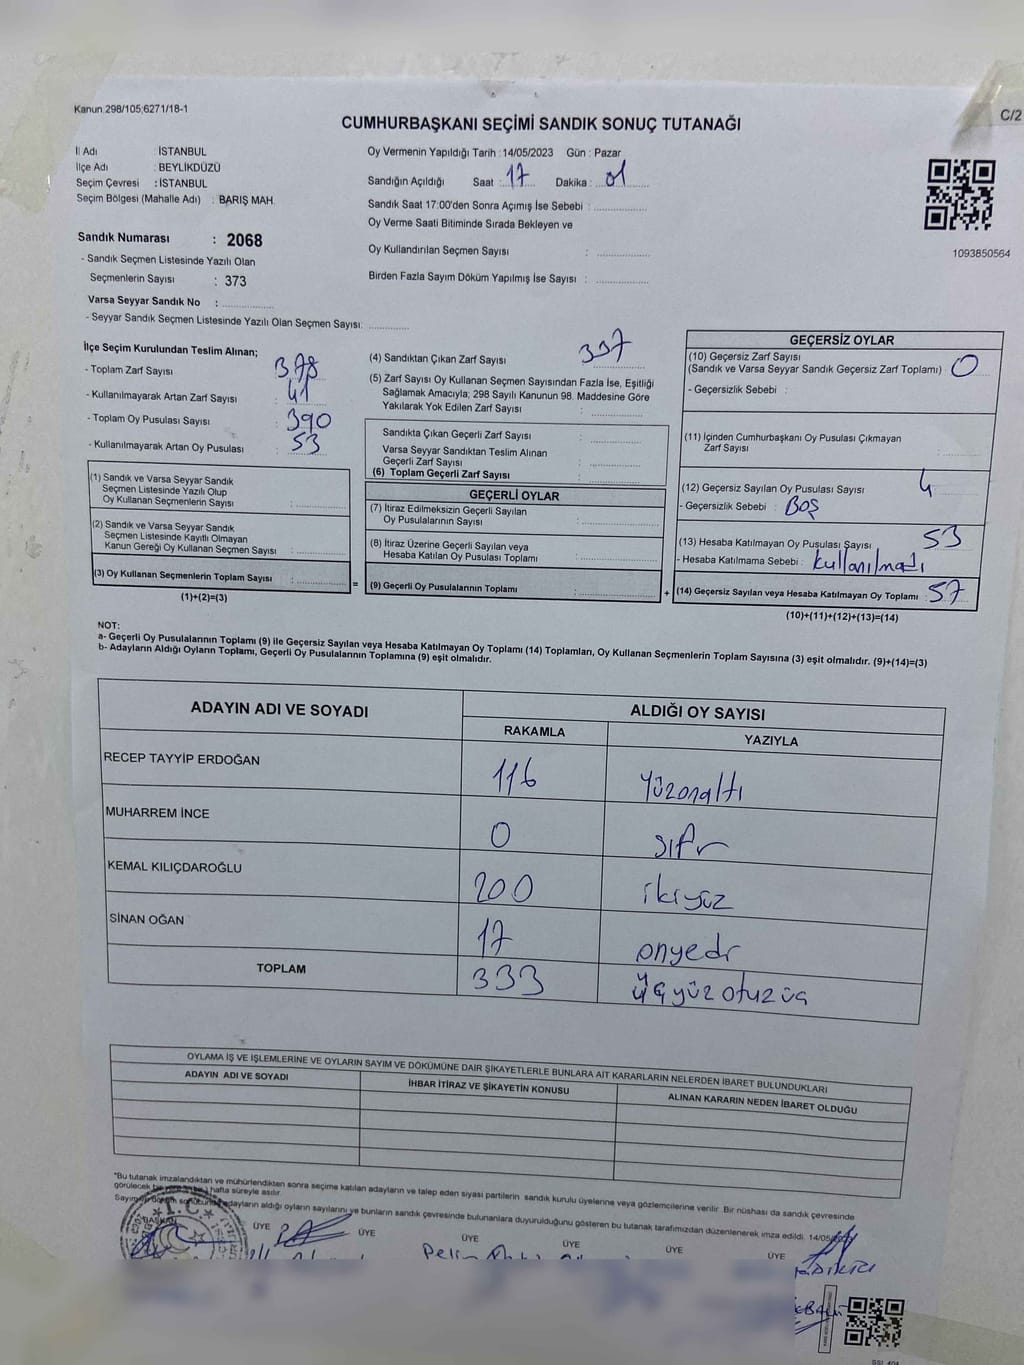 Kanun.298/105;6271/18-1
C/2
CUMHURBAŞKANI SEÇİMİ SANDIK SONUÇ TUTANAĞI
İl Adı : İSTANBUL
İlçe Adı : BEYLİKDÜZÜ
Seçim Çevresi : İSTANBUL
Seçim Bölgesi (Mahalle Adı) : BARIŞ MAH.
Oy Vermenin Yapıldığı Tarih : 14/05/2023 Gün : Pazar
Sandığın Açıldığı Saat : 17 Dakika : 01
Sandık Saat 17:00'den Sonra Açımış İse Sebebi :
Oy Verme Saati Bitiminde Sırada Bekleyen ve
Oy Kullandırılan Seçmen Sayısı :
Birden Fazla Sayım Döküm Yapılmış İse Sayısı :
1093850564
Sandık Numarası : 2068
- Sandık Seçmen Listesinde Yazılı Olan
Seçmenlerin Sayısı : 373
Varsa Seyyar Sandık No :
- Seyyar Sandık Seçmen Listesinde Yazılı Olan Seçmen Sayısı:
İlçe Seçim Kurulundan Teslim Alınan;
- Toplam Zarf Sayısı : 378
- Kullanılmayarak Artan Zarf Sayısı : 41
- Toplam Oy Pusulası Sayısı : 390
- Kullanılmayarak Artan Oy Pusulası : 53
(1) Sandık ve Varsa Seyyar Sandık
Seçmen Listesinde Yazılı Olup
Oy Kullanan Seçmenlerin Sayısı :
(2) Sandık ve Varsa Seyyar Sandık
Seçmen Listesinde Kayıtlı Olmayan
Kanun Gereği Oy Kullanan Seçmen Sayısı :
(3) Oy Kullanan Seçmenlerin Toplam Sayısı : =
(1)+(2)=(3)
(4) Sandıktan Çıkan Zarf Sayısı : 337
(5) Zarf Sayısı Oy Kullanan Seçmen Sayısından Fazla İse, Eşitliği
Sağlamak Amacıyla; 298 Sayılı Kanunun 98. Maddesine Göre
Yakılarak Yok Edilen Zarf Sayısı :
Sandıkta Çıkan Geçerli Zarf Sayısı :
Varsa Seyyar Sandıktan Teslim Alınan
Geçerli Zarf Sayısı :
(6) Toplam Geçerli Zarf Sayısı :
GEÇERLİ OYLAR
(7) İtiraz Edilmeksizin Geçerli Sayılan
Oy Pusulalarının Sayısı :
(8) İtiraz Üzerine Geçerli Sayılan veya
Hesaba Katılan Oy Pusulası Toplamı :
(9) Geçerli Oy Pusulalarının Toplamı : +
GEÇERSİZ OYLAR
(10) Geçersiz Zarf Sayısı
(Sandık ve Varsa Seyyar Sandık Geçersiz Zarf Toplamı) : 0
- Geçersizlik Sebebi :
(11) İçinden Cumhurbaşkanı Oy Pusulası Çıkmayan
Zarf Sayısı :
(12) Geçersiz Sayılan Oy Pusulası Sayısı : 4
- Geçersizlik Sebebi : BOŞ
(13) Hesaba Katılmayan Oy Pusulası Sayısı : 53
- Hesaba Katılmama Sebebi : kullanılmadı
(14) Geçersiz Sayılan veya Hesaba Katılmayan Oy Toplamı : 57
(10)+(11)+(12)+(13)=(14)
NOT:
a- Geçerli Oy Pusulalarının Toplamı (9) ile Geçersiz Sayılan veya Hesaba Katılmayan Oy Toplamı (14) Toplamları, Oy Kullanan Seçmenlerin Toplam Sayısına (3) eşit olmalıdır. (9)+(14)=(3)
b- Adayların Aldığı Oyların Toplamı, Geçerli Oy Pusulalarının Toplamına (9) eşit olmalıdır.
ADAYIN ADI VE SOYADI ALDIĞI OY SAYISI
RAKAMLA YAZIYLA
RECEP TAYYİP ERDOĞAN 116 yüzonaltı
MUHARREM İNCE 0 sıfır
KEMAL KILIÇDAROĞLU 200 ikiyüz
SİNAN OĞAN 17 onyedi
TOPLAM 333 üçyüz otuzüç
OYLAMA İŞ VE İŞLEMLERİNE VE OYLARIN SAYIM VE DÖKÜMÜNE DAİR ŞİKAYETLERLE BUNLARA AİT KARARLARIN NELERDEN İBARET BULUNDUKLARI
ADAYIN ADI VE SOYADI İHBAR İTİRAZ VE ŞİKAYETİN KONUSU ALINAN KARARIN NEDEN İBARET OLDUĞU
*Bu tutanak imzalandıktan ve mühürlendikten sonra seçime katılan adayların ve talep eden siyasi partilerin sandık kurulu üyelerine veya gözlemcilerine verilir. Bir nüshası da sandık çevresinde
görülecek bir hafta süreyle asılır.
adayların aldığı oyların sayılarını ve bunların sandık çevresinde bulunanlara duyurulduğunu gösteren bu tutanak tarafımızdan düzenlenerek imza edildi. 14/05/
T.C.
BAŞKAN ÜYE ÜYE ÜYE ÜYE ÜYE ÜYE
Pelin